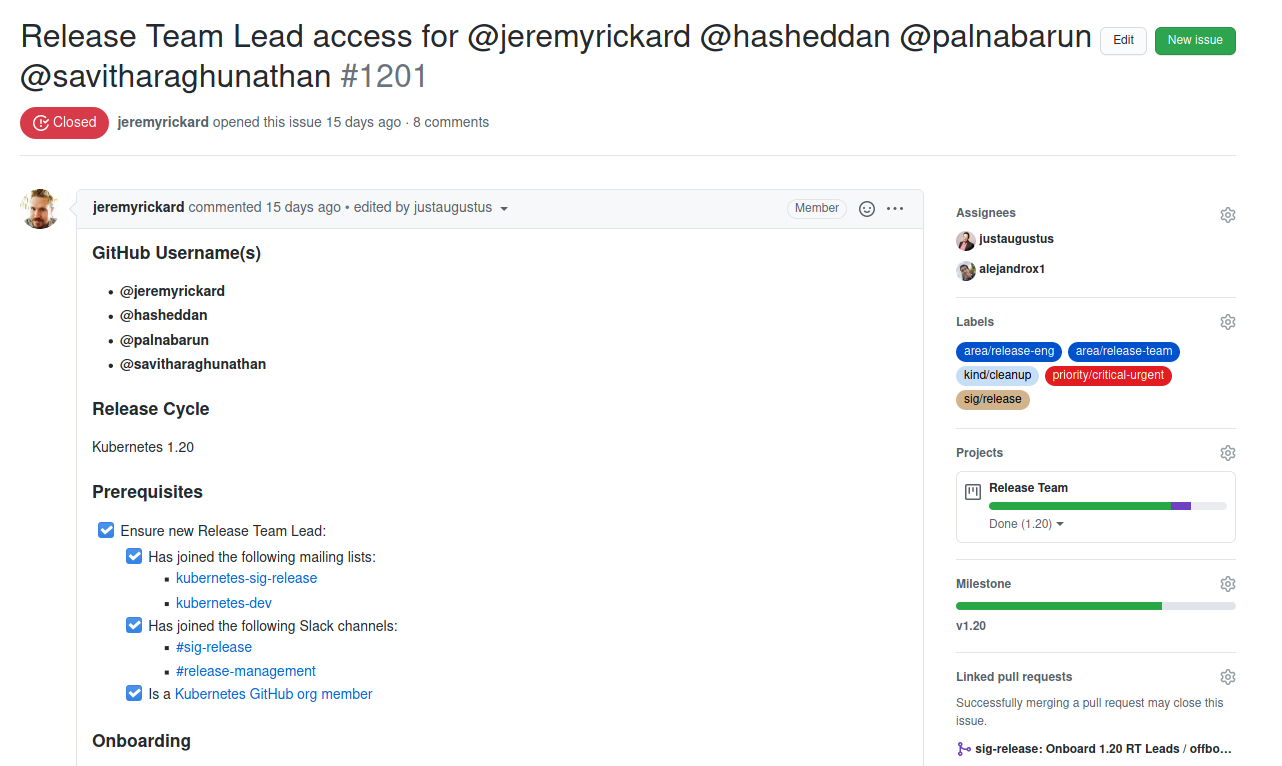 Release Team Lead access for @jeremyrickard @hasheddan @palnabarun
@savitharaghunathan #1201
Edit
New issue
Closed
jeremyrickard opened this issue 15 days ago · 8 comments
jeremyrickard commented 15 days ago • edited by justaugustus
Member
GitHub Username(s)
• @jeremyrickard
• @hasheddan
• @palnabarun
• @savitharaghunathan
Release Cycle
Kubernetes 1.20
Prerequisites
Ensure new Release Team Lead:
Has joined the following mailing lists:
▪ kubernetes-sig-release
▪ kubernetes-dev
Has joined the following Slack channels:
▪ #sig-release
▪ #release-management
Is a Kubernetes GitHub org member
Onboarding
Assignees
justaugustus
alejandrox1
Labels
area/release-eng area/release-team
kind/cleanup priority/critical-urgent
sig/release
Projects
Release Team
Done (1.20)
Milestone
v1.20
Linked pull requests
Successfully merging a pull request may close this
issue.
sig-release: Onboard 1.20 RT Leads / offbo...